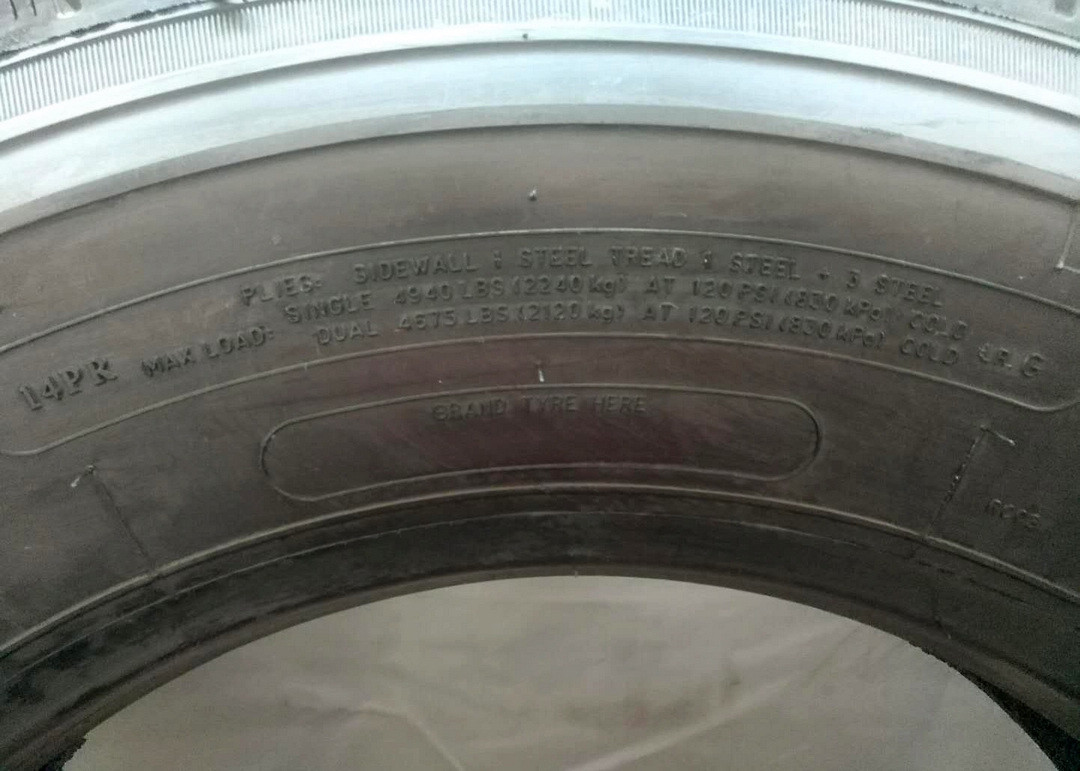 PLIES: SIDEWALL 1 STEEL TREAD 1 STEEL + 3 STEEL
14PR MAX LOAD: SINGLE 4940 LBS (2240 kg) AT 120 PSI (830 kPa) COLD
DUAL 4675 LBS (2120 kg) AT 120 PSI (830 kPa) COLD L.R.G
BRAND TYRE HERE